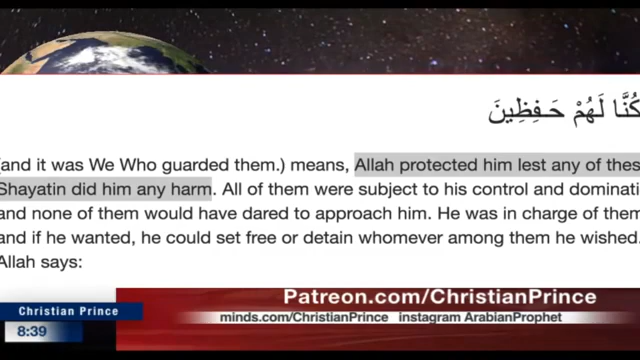 كُنَّا لَهُمْ حَـفِظِينَ
(and it was We Who guarded them.) means, Allah protected him lest any of thes
Shayatin did him any harm. All of them were subject to his control and dominati
and none of them would have dared to approach him. He was in charge of them
and if he wanted, he could set free or detain whomever among them he wished.
Allah says:
Patreon.com/ChristianPrince
Christian Prince
minds.com/ChristianPrince instagram ArabianProphet
8:39